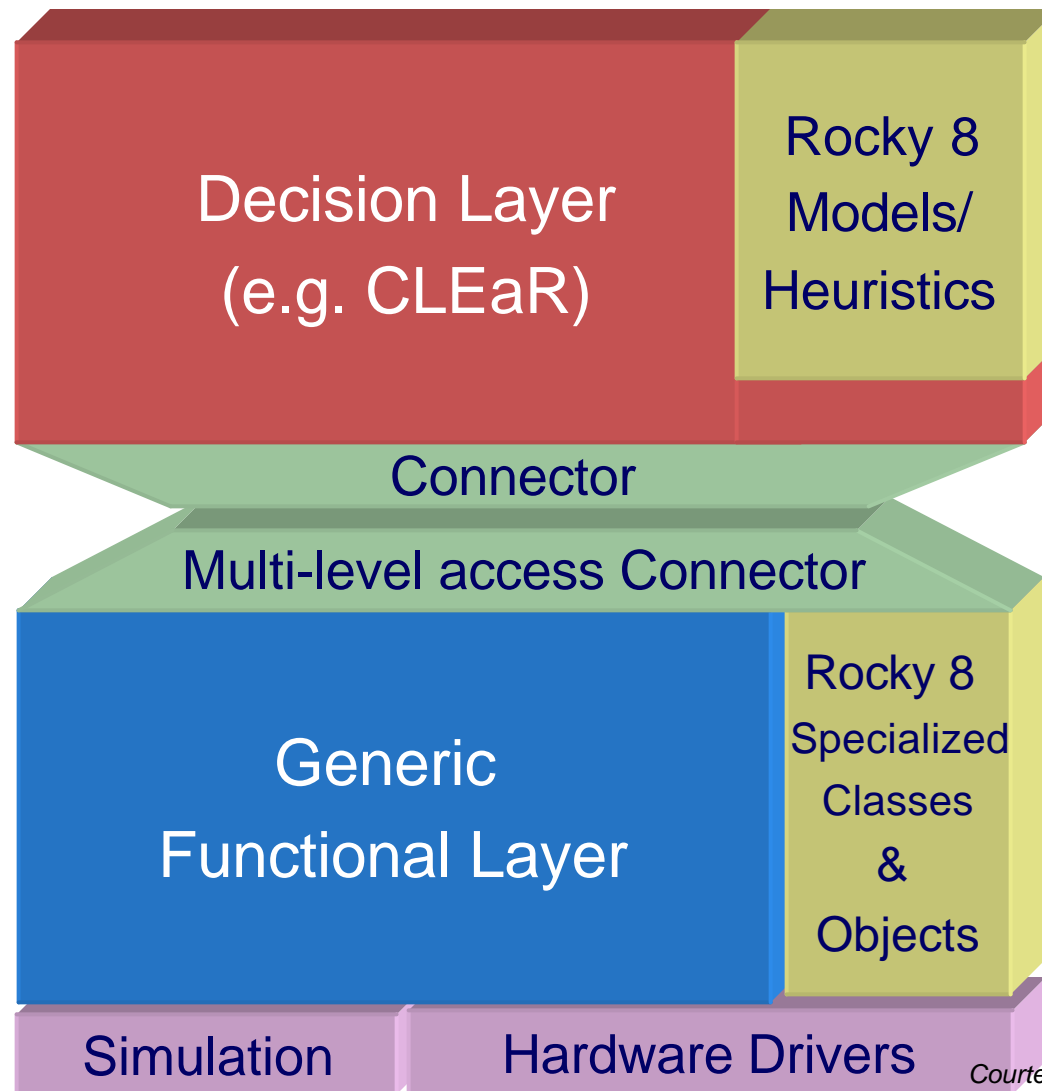 Decision Layer
(e.g. CLEaR)
Rocky 8
Models/
Heuristics
Connector
Multi-level access Connector
Generic
Functional Layer
Rocky 8
Specialized
Classes
&
Objects
Simulation
Hardware Drivers